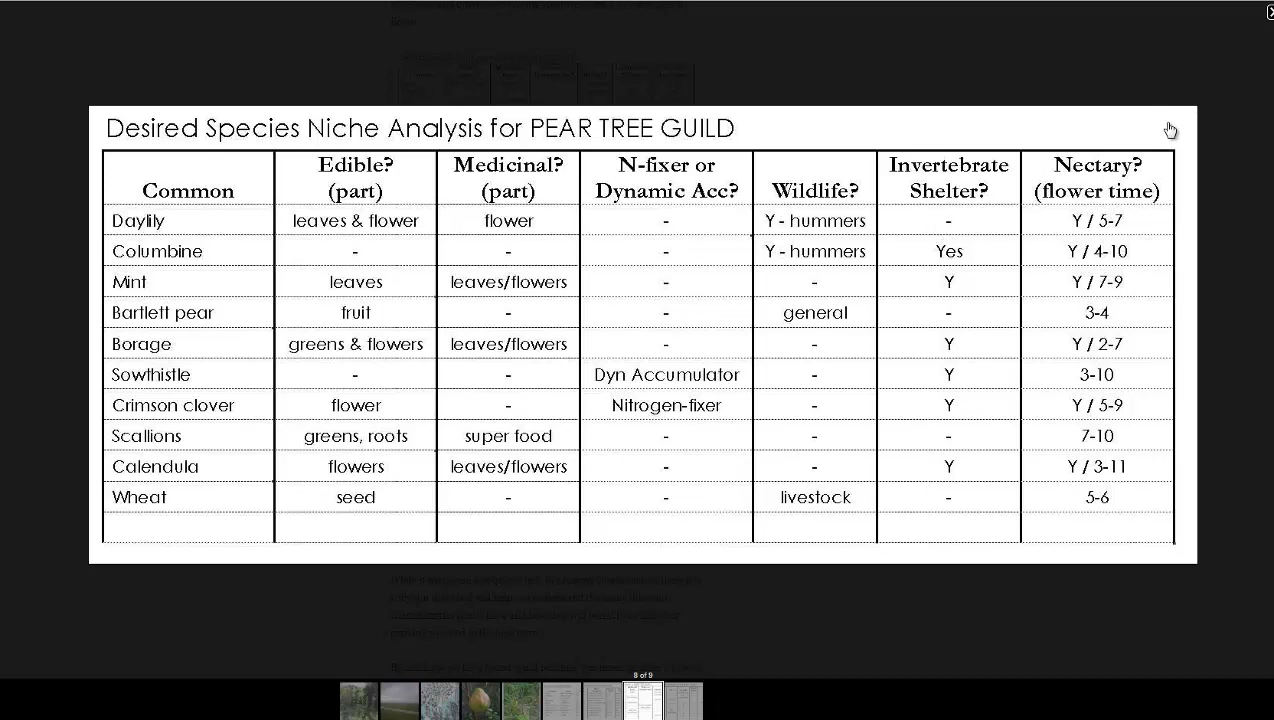 Desired Species Niche Analysis for PEAR TREE GUILD
Edible? Medicinal? N-fixer or Invertebrate Nectary?
Common (part) (part) Dynamic Acc? Wildlife? Shelter? (flower time)
Daylily leaves & flower flower - Y - hummers - Y / 5-7
Columbine - - - Y - hummers Yes Y / 4-10
Mint leaves leaves/flowers - - Y Y / 7-9
Bartlett pear fruit - - general - 3-4
Borage greens & flowers leaves/flowers - - Y Y / 2-7
Sowthistle - - Dyn Accumulator - Y 3-10
Crimson clover flower - Nitrogen-fixer - Y Y / 5-9
Scallions greens, roots super food - - - 7-10
Calendula flowers leaves/flowers - - Y Y / 3-11
Wheat seed - - livestock - 5-6
8 of 9